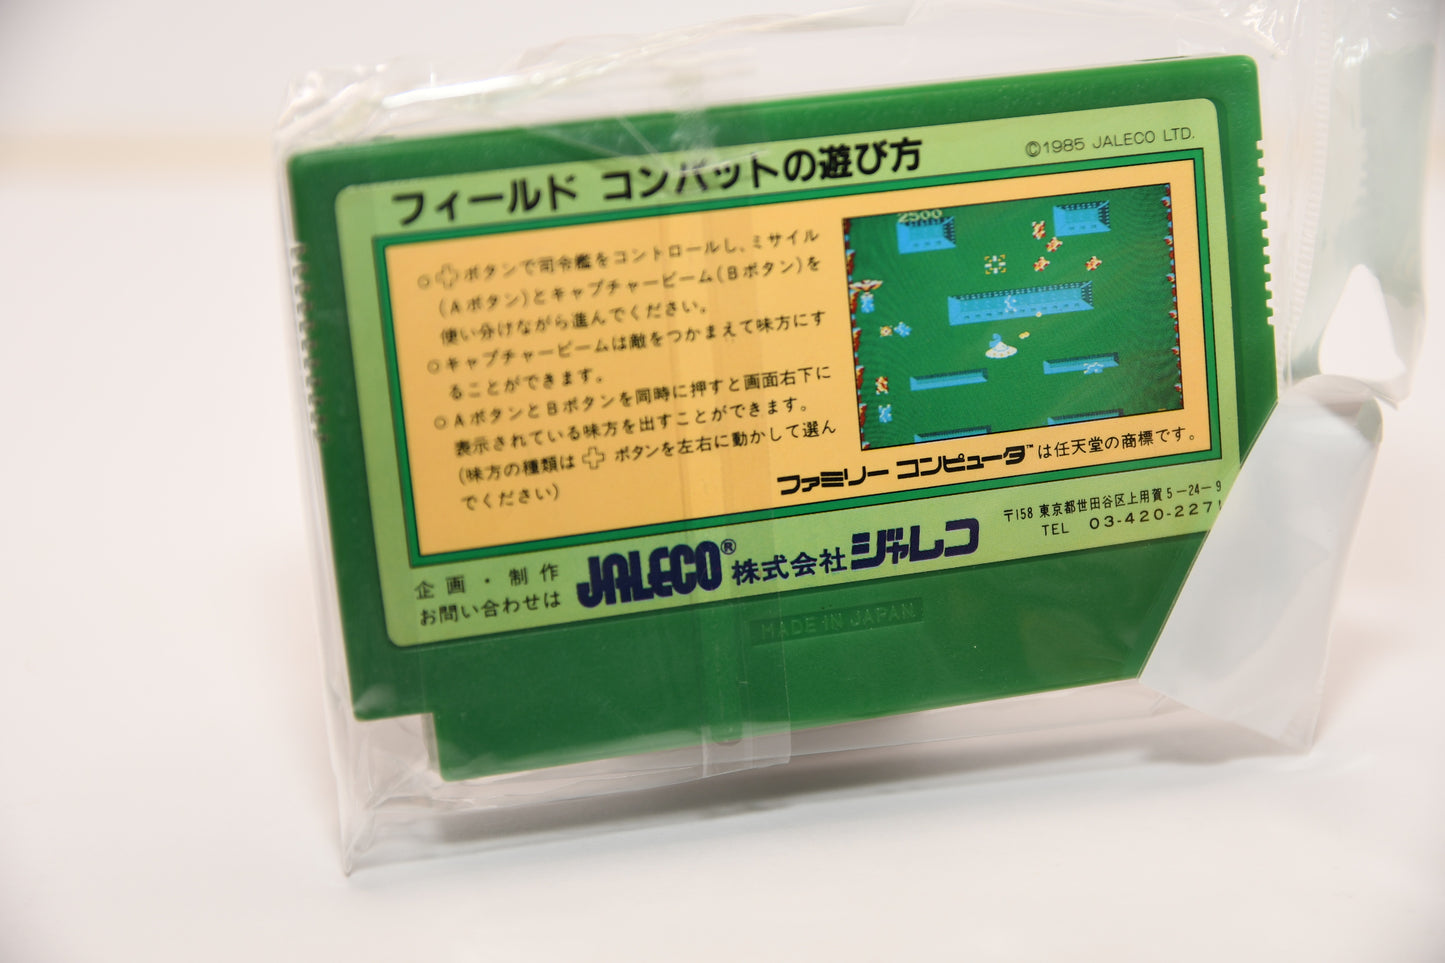 フィールド コンバットの遊び方
©1985 JALECO LTD.
○✚ボタンで司令艦をコントロールし、ミサイル
(Aボタン)とキャプチャービーム(Bボタン)を
使い分けながら進んでください。
○キャプチャービームは敵をつかまえて味方にす
ることができます。
○AボタンとBボタンを同時に押すと画面右下に
表示されている味方を出すことができます。
(味方の種類は✚ボタンを左右に動かして選ん
でください)
2500
ファミリー コンピュータ™は任天堂の商標です。
企画・制作
お問い合わせは
JALECO® 株式会社ジャレコ
〒158 東京都世田谷区上用賀5-24-9
TEL 03-420-2271
MADE IN JAPAN